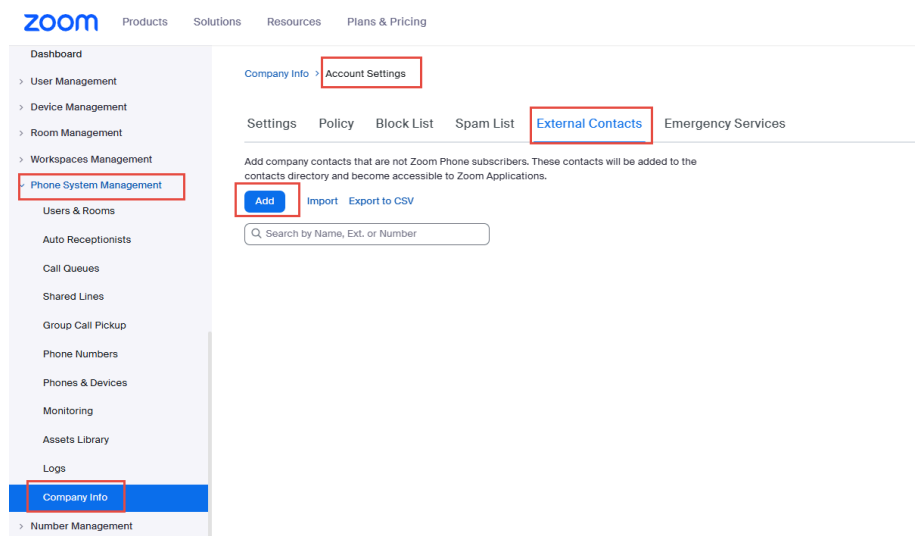 zoom Products Solutions Resources Plans & Pricing
Dashboard
User Management
Device Management
Room Management
Workspaces Management
Phone System Management
Users & Rooms
Auto Receptionists
Call Queues
Shared Lines
Group Call Pickup
Phone Numbers
Phones & Devices
Monitoring
Assets Library
Logs
Company Info
Number Management
Company Info > Account Settings
Settings Policy Block List Spam List External Contacts Emergency Services
Add company contacts that are not Zoom Phone subscribers. These contacts will be added to the
contacts directory and become accessible to Zoom Applications.
Add Import Export to CSV
Search by Name, Ext. or Number